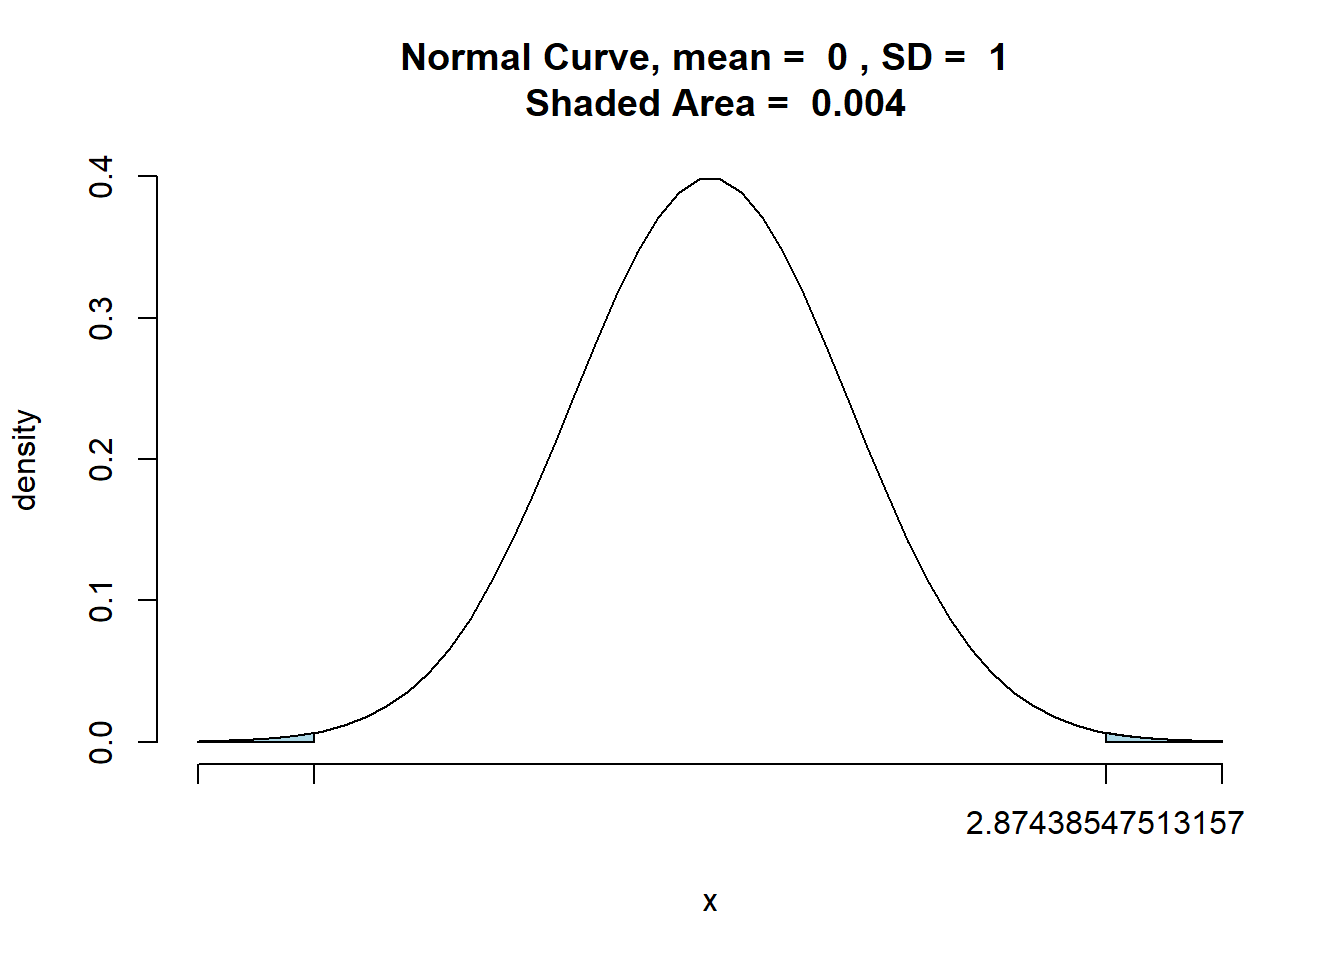 Normal Curve, mean =  0 , SD =  1
Shaded Area =  0.004
density
0.4
0.3
0.2
0.1
0.0
2.87438547513157
x